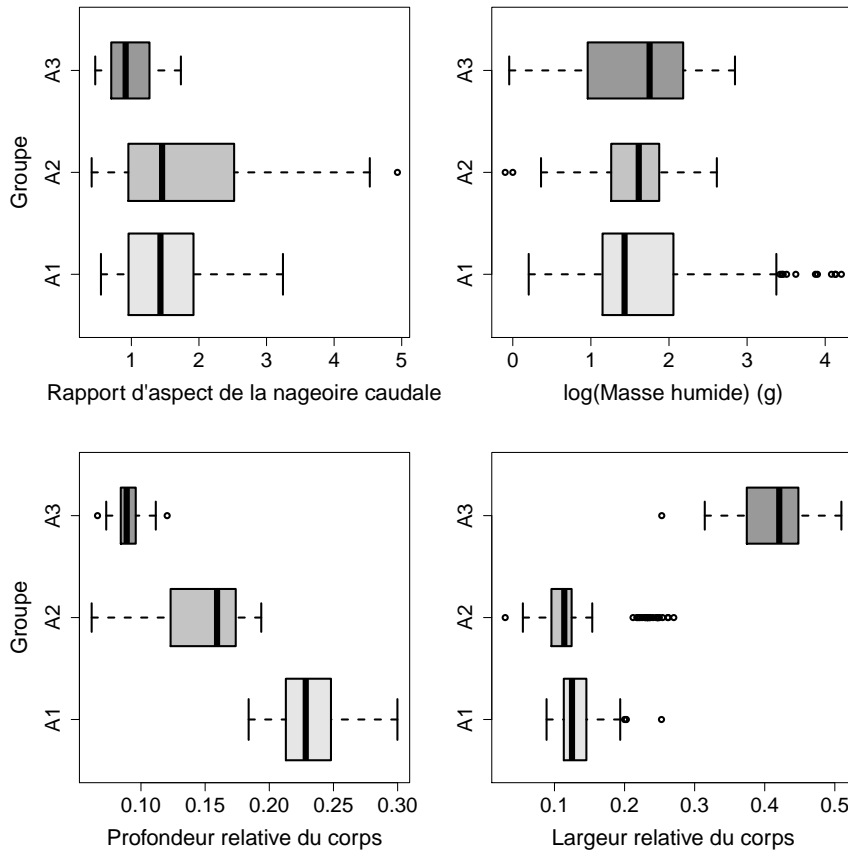 A3
A2
A1
Groupe
1 2 3 4 5
Rapport d'aspect de la nageoire caudale
0 1 2 3 4
log(Masse humide) (g)
A3
A2
A1
A3
A2
A1
Groupe
0.10 0.15 0.20 0.25 0.30
Profondeur relative du corps
A3
A2
A1
0.1 0.2 0.3 0.4 0.5
Largeur relative du corps